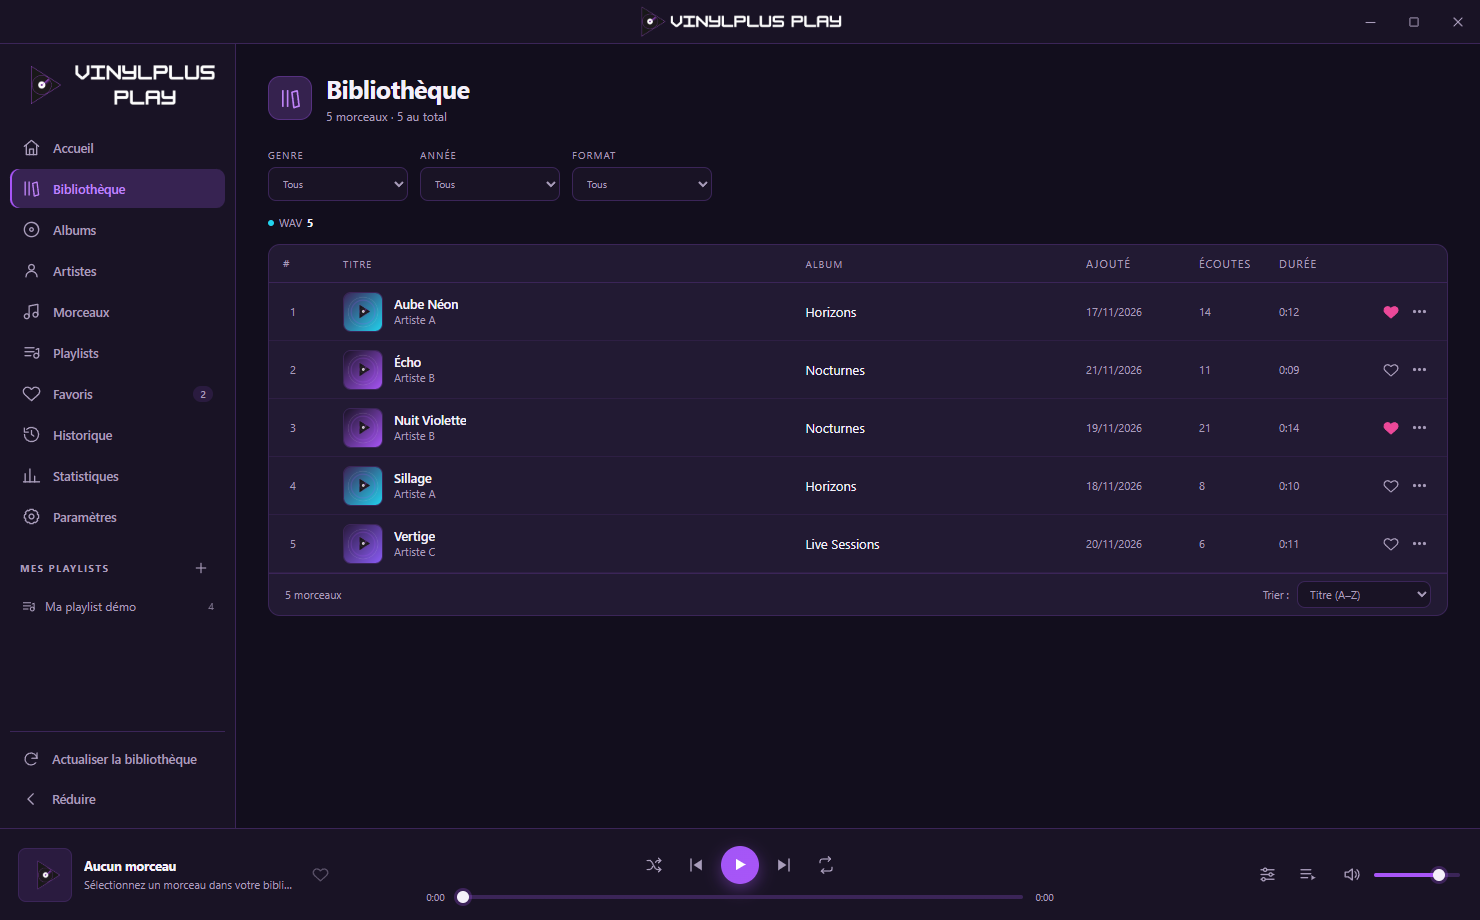 VINYLPLUS PLAY
VINYLPLUS
PLAY
Accueil
Bibliothèque
Albums
Artistes
Morceaux
Playlists
Favoris 2
Historique
Statistiques
Paramètres
MES PLAYLISTS
Ma playlist démo 4
Actualiser la bibliothèque
Réduire
Bibliothèque
5 morceaux · 5 au total
GENRE ANNÉE FORMAT
Tous Tous Tous
WAV 5
# TITRE ALBUM AJOUTÉ ÉCOUTES DURÉE
1 Aube Néon Horizons 17/11/2026 14 0:12
Artiste A
2 Écho Nocturnes 21/11/2026 11 0:09
Artiste B
3 Nuit Violette Nocturnes 19/11/2026 21 0:14
Artiste B
4 Sillage Horizons 18/11/2026 8 0:10
Artiste A
5 Vertige Live Sessions 20/11/2026 6 0:11
Artiste C
5 morceaux Trier : Titre (A–Z)
Aucun morceau
Sélectionnez un morceau dans votre bibli...
0:00 0:00